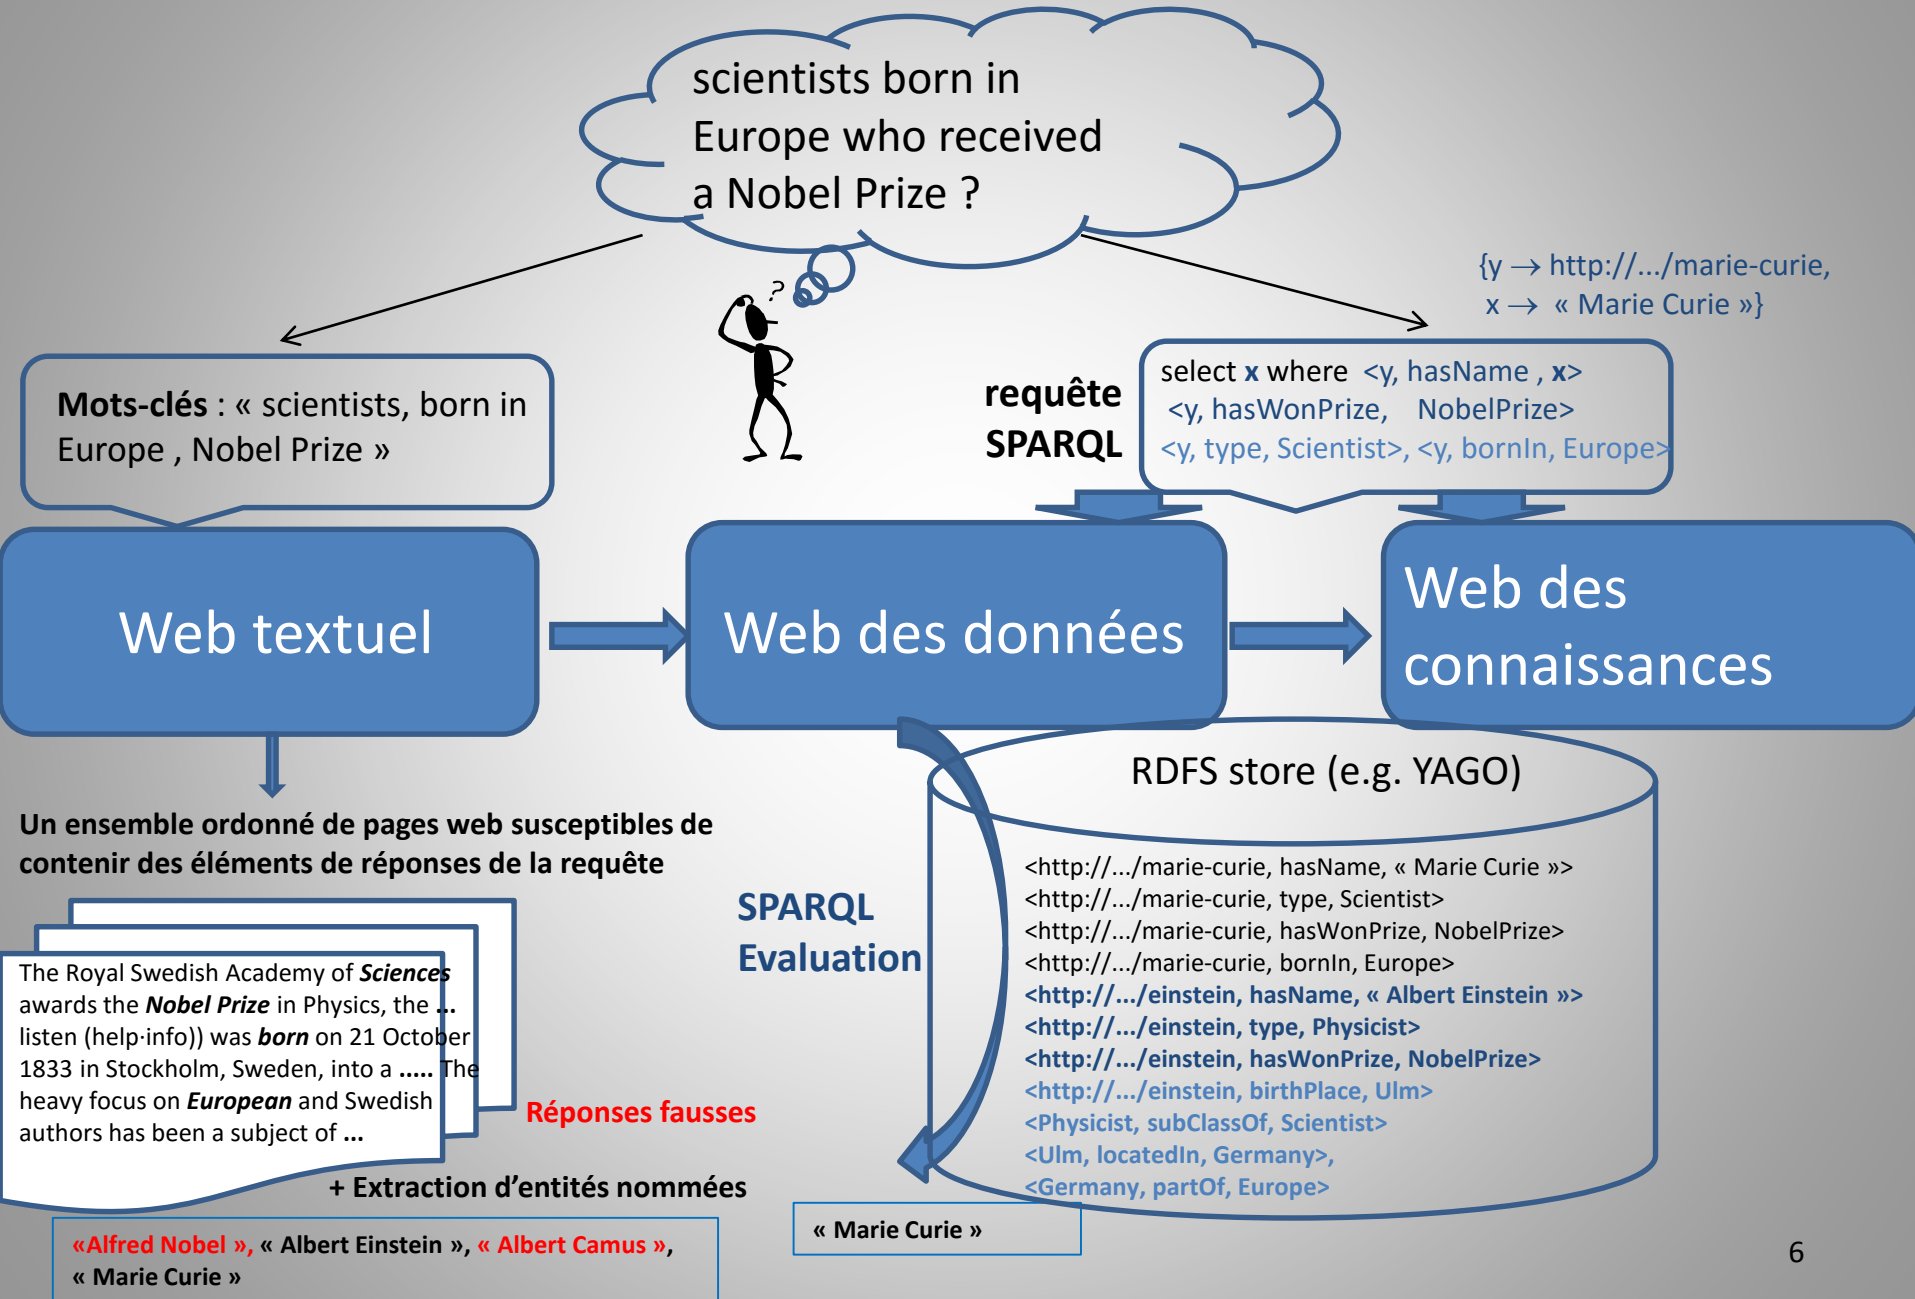 scientists born in
Europe who received
a Nobel Prize ?
?
{y → http://.../marie-curie,
x → « Marie Curie »}
Mots-clés : « scientists, born in
Europe , Nobel Prize »
requête
SPARQL
select x where <y, hasName , x>
<y, hasWonPrize, NobelPrize>
<y, type, Scientist>, <y, bornIn, Europe>
Web textuel
Web des données
Web des
connaissances
Un ensemble ordonné de pages web susceptibles de
contenir des éléments de réponses de la requête
The Royal Swedish Academy of Sciences
awards the Nobel Prize in Physics, the ...
listen (help·info)) was born on 21 October
1833 in Stockholm, Sweden, into a ..... The
heavy focus on European and Swedish
authors has been a subject of ...
Réponses fausses
+ Extraction d'entités nommées
«Alfred Nobel », « Albert Einstein », « Albert Camus »,
« Marie Curie »
SPARQL
Evaluation
RDFS store (e.g. YAGO)
<http://.../marie-curie, hasName, « Marie Curie »>
<http://.../marie-curie, type, Scientist>
<http://.../marie-curie, hasWonPrize, NobelPrize>
<http://.../marie-curie, bornIn, Europe>
<http://.../einstein, hasName, « Albert Einstein »>
<http://.../einstein, type, Physicist>
<http://.../einstein, hasWonPrize, NobelPrize>
<http://.../einstein, birthPlace, Ulm>
<Physicist, subClassOf, Scientist>
<Ulm, locatedIn, Germany>,
<Germany, partOf, Europe>
« Marie Curie »
6